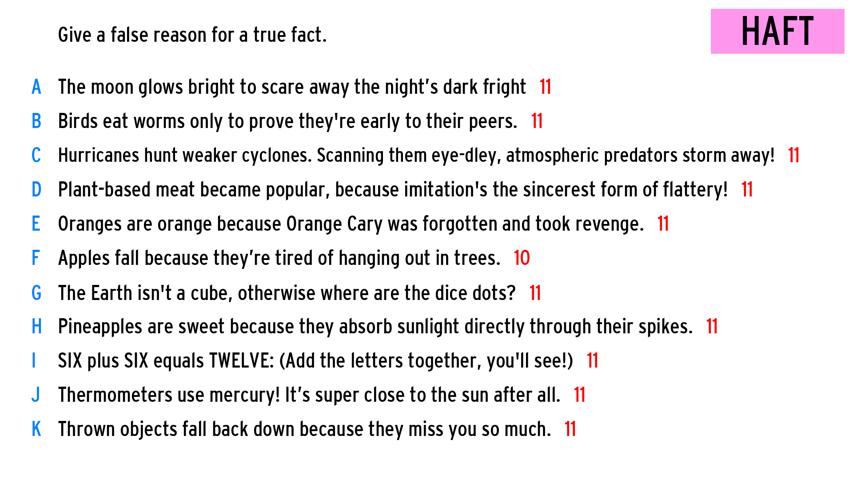 Give a false reason for a true fact.
HAFT
A The moon glows bright to scare away the night’s dark fright 11
B Birds eat worms only to prove they're early to their peers. 11
C Hurricanes hunt weaker cyclones. Scanning them eye-dley, atmospheric predators storm away! 11
D Plant-based meat became popular, because imitation's the sincerest form of flattery! 11
E Oranges are orange because Orange Cary was forgotten and took revenge. 11
F Apples fall because they’re tired of hanging out in trees. 10
G The Earth isn't a cube, otherwise where are the dice dots? 11
H Pineapples are sweet because they absorb sunlight directly through their spikes. 11
I SIX plus SIX equals TWELVE: (Add the letters together, you'll see!) 11
J Thermometers use mercury! It’s super close to the sun after all. 11
K Thrown objects fall back down because they miss you so much. 11